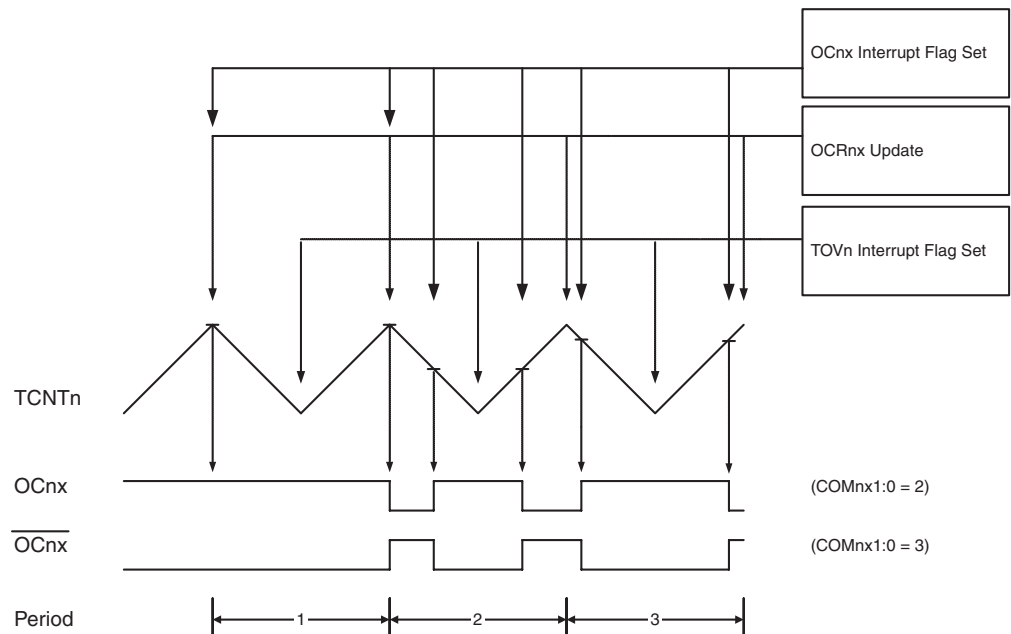 OCnx Interrupt Flag Set
OCRnx Update
TOVn Interrupt Flag Set
TCNTn
OCnx
(COMnx1:0 = 2)
OCnx
(COMnx1:0 = 3)
Period
1
2
3